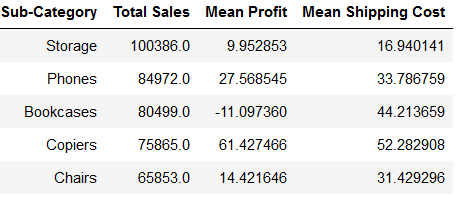 Sub-Category Total Sales Mean Profit Mean Shipping Cost
Storage 100386.0 9.952853 16.940141
Phones 84972.0 27.568545 33.786759
Bookcases 80499.0 -11.097360 44.213659
Copiers 75865.0 61.427466 52.282908
Chairs 65853.0 14.421646 31.429296